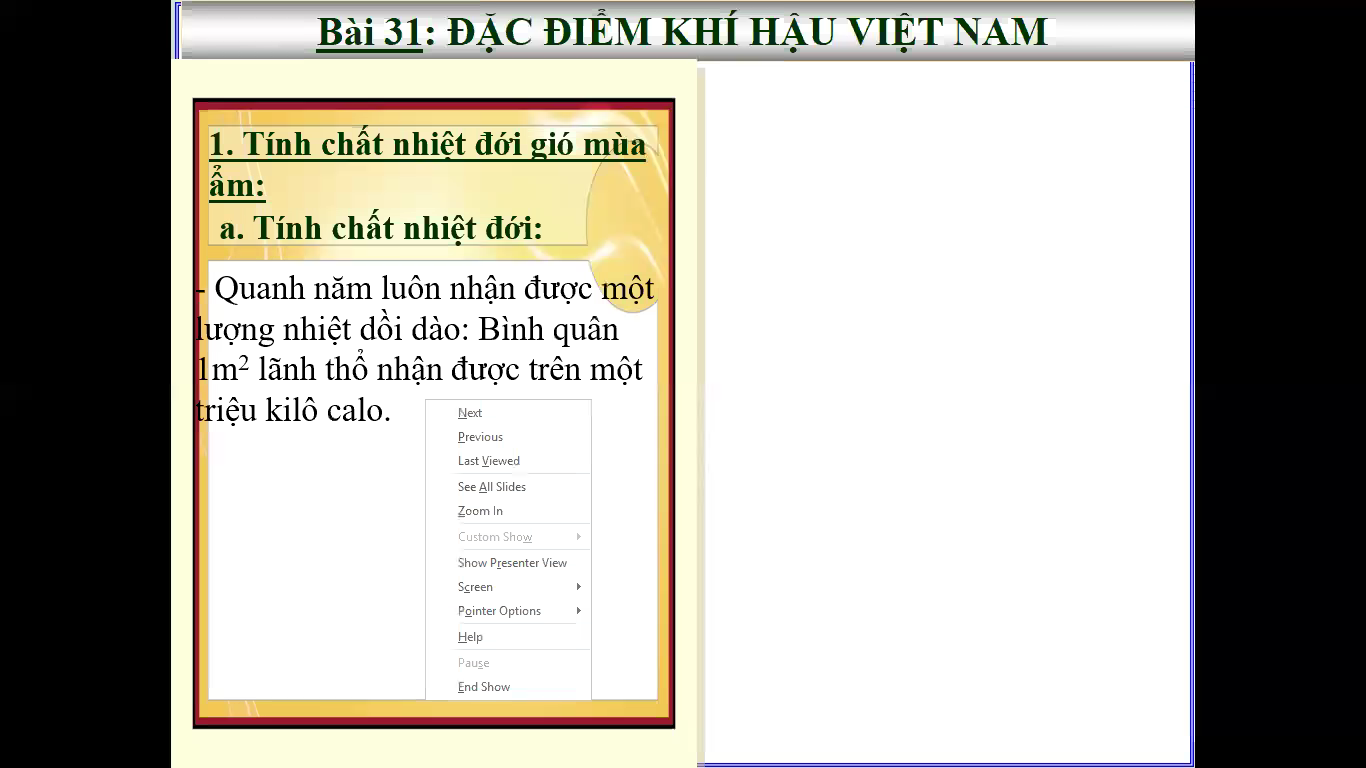 Bài 31: ĐẶC ĐIỂM KHÍ HẬU VIỆT NAM
1. Tính chất nhiệt đới gió mùa
ẩm:
a. Tính chất nhiệt đới:
- Quanh năm luôn nhận được một
lượng nhiệt dồi dào: Bình quân
1m² lãnh thổ nhận được trên một
triệu kilô calo.
Next
Previous
Last Viewed
See All Slides
Zoom In
Custom Show
Show Presenter View
Screen
Pointer Options
Help
Pause
End Show